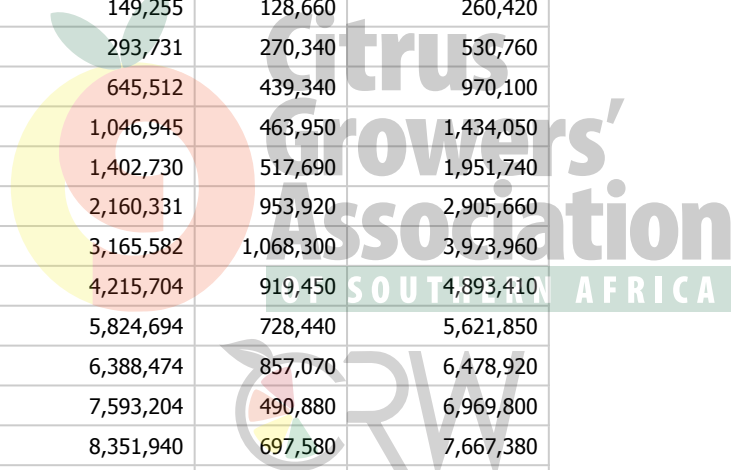 149,255 128,660 260,420
293,731 270,340 530,760
645,512 439,340 970,100
1,046,945 463,950 1,434,050
1,402,730 517,690 1,951,740
2,160,331 953,920 2,905,660
3,165,582 1,068,300 3,973,960
4,215,704 919,450 4,893,410
5,824,694 728,440 5,621,850
6,388,474 857,070 6,478,920
7,593,204 490,880 6,969,800
8,351,940 697,580 7,667,380
Citrus
Growers'
Association
OF SOUTHERN AFRICA
CRW